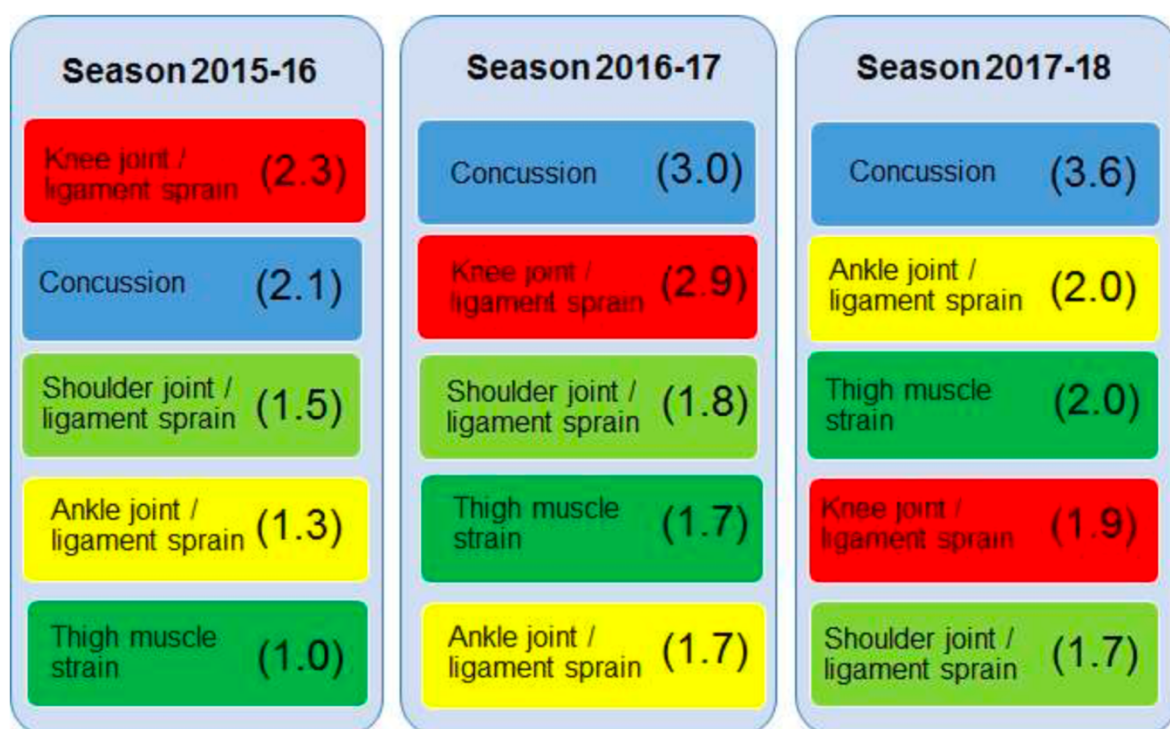 Season 2015-16
Knee joint /
ligament sprain
(2.3)
Concussion
(2.1)
Shoulder joint /
ligament sprain
(1.5)
Ankle joint /
ligament sprain
(1.3)
Thigh muscle
strain
(1.0)
Season 2016-17
Concussion
(3.0)
Knee joint /
ligament sprain
(2.9)
Shoulder joint /
ligament sprain
(1.8)
Thigh muscle
strain
(1.7)
Ankle joint /
ligament sprain
(1.7)
Season 2017-18
Concussion
(3.6)
Ankle joint /
ligament sprain
(2.0)
Thigh muscle
strain
(2.0)
Knee joint /
ligament sprain
(1.9)
Shoulder joint /
ligament sprain
(1.7)